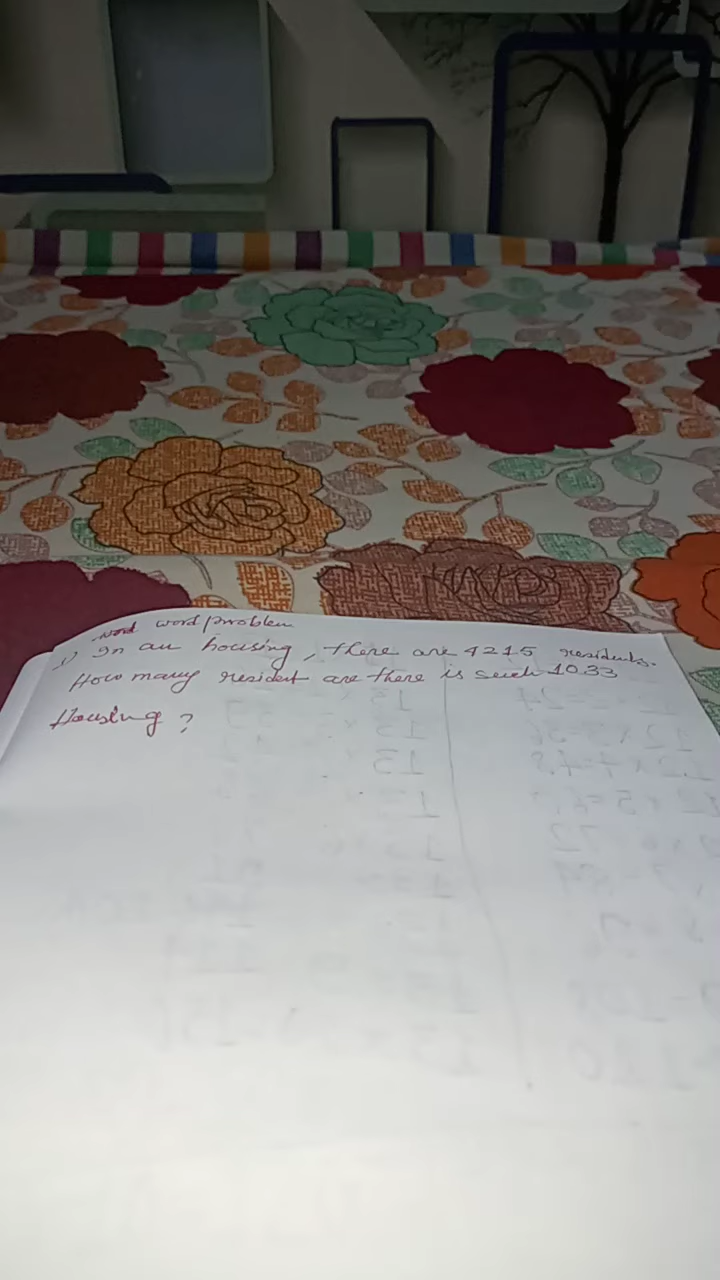 word word problem
1) In an housing, there are 4215 residents.
How many resident are there is such 1033
Housing?